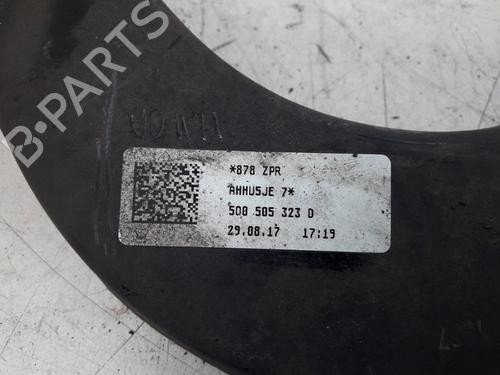 *878 ZPR
AHHU5JE 7*
5Q0 505 323 D
29.08.17 17:19
B-PARTS